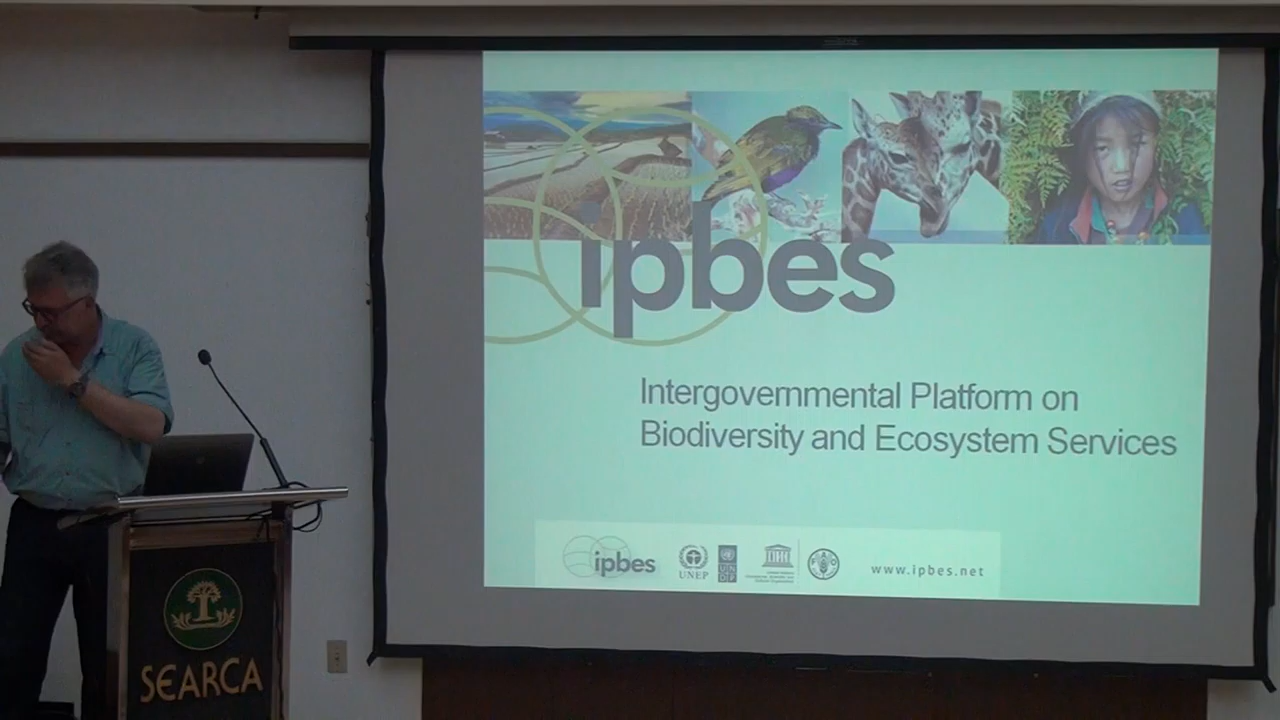 ipbes
Intergovernmental Platform on
Biodiversity and Ecosystem Services
ipbes
UNEP
www.ipbes.net
SEARCA